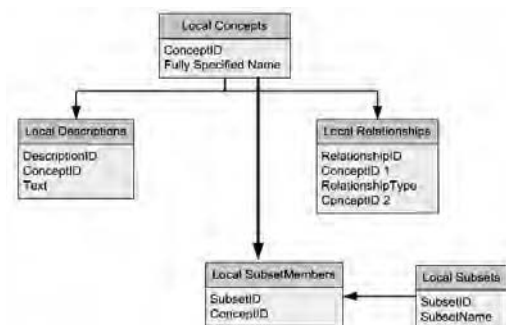 Local Concepts
ConceptID
Fully Specified Name
Local Descriptions
DescriptionID
ConceptID
Text
Local Relationships
RelationshipID
ConceptID 1
RelationshipType
ConceptID 2
Local SubsetMembers
SubsetID
ConceptID
Local Subsets
SubsetID
SubsetName